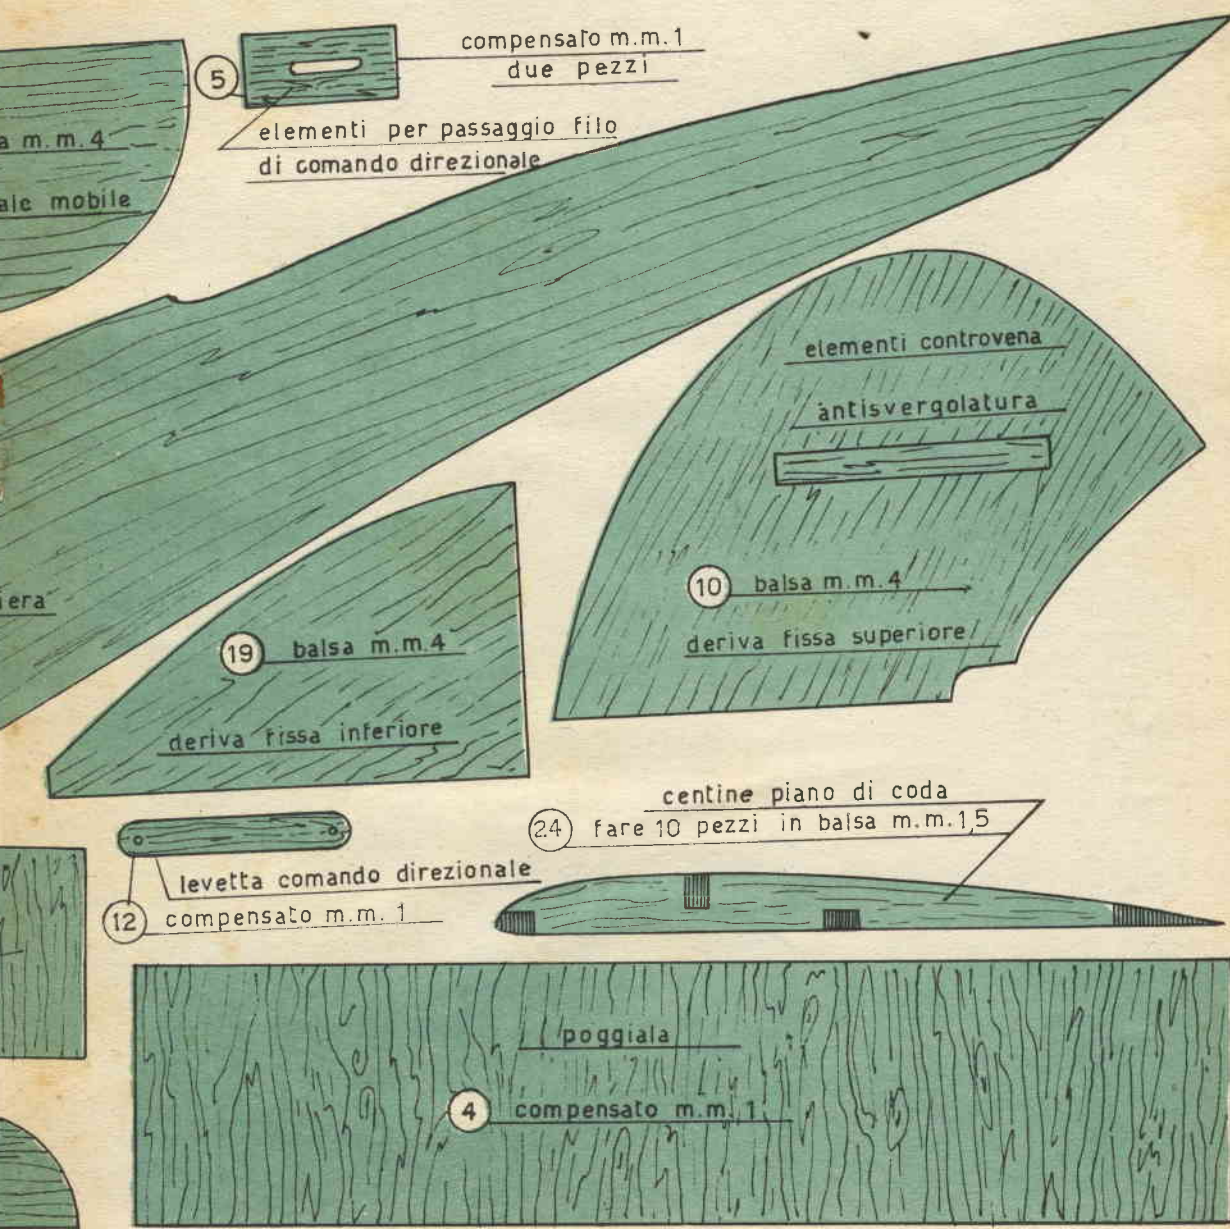 5
compensato m.m.1
due pezzi
elementi per passaggio filo
di comando direzionale
a m.m.4
ale mobile
elementi controvena
antisvergolatura
10 balsa m.m.4
deriva fissa superiore
iera
19 balsa m.m.4
deriva fissa inferiore
centine piano di coda
24 fare 10 pezzi in balsa m.m.1,5
levetta comando direzionale
12 compensato m.m. 1
poggiala
4 compensato m.m.1